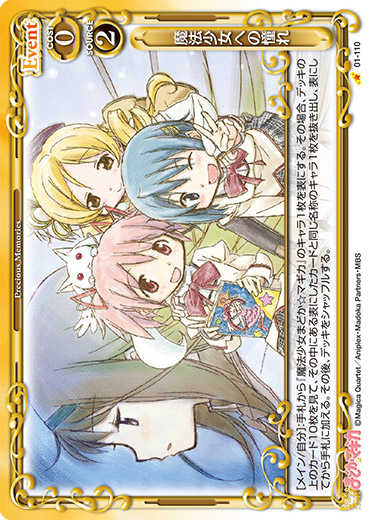 Event
COST 0
SOURCE 2
魔法少女への憧れ
01-110
Precious Memories
[メイン/自分]:手札から『魔法少女まどか☆マギカ』のキャラ1枚を表にする。その場合、デッキの
上のカード10枚を見て、その中にある表にしたカードと同じ名称のキャラ1枚を抜き出し、表にし
てから手札に加える。その後、デッキをシャッフルする。
©Magica Quartet／Aniplex・Madoka Partners・MBS